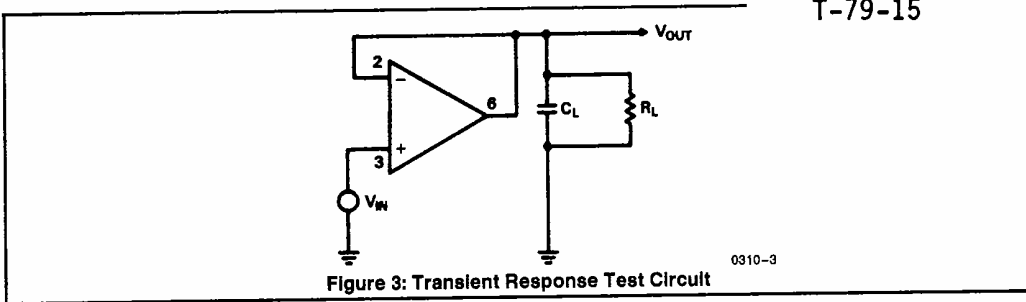 T-79-15
VOUT
2
−
6
CL
RL
+
3
VIN
0310-3
Figure 3: Transient Response Test Circuit